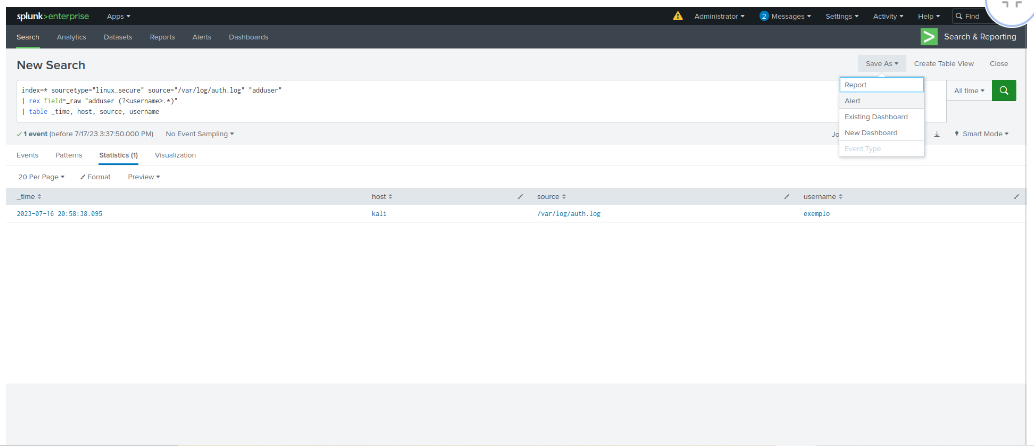 splunk>enterprise Apps Administrator 2 Messages Settings Activity Help Find
Search Analytics Datasets Reports Alerts Dashboards Search & Reporting
New Search Save As Create Table View Close
index=* sourcetype="linux_secure" source="/var/log/auth.log" "adduser"
| rex field=_raw "adduser (?<username>.*)"
| table _time, host, source, username
All time
Report
Alert
Existing Dashboard
New Dashboard
Event Type
1 event (before 7/17/23 3:37:50.000 PM) No Event Sampling Smart Mode
Events Patterns Statistics (1) Visualization
20 Per Page Format Preview
_time host source username
2023-07-16 20:58:38.095 kali /var/log/auth.log exemplo